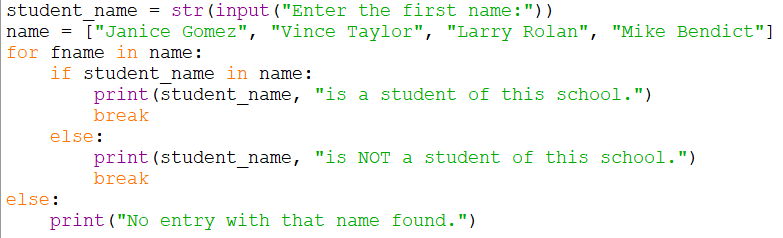 student_name = str(input("Enter the first name:"))
name = ["Janice Gomez", "Vince Taylor", "Larry Rolan", "Mike Bendict"]
for fname in name:
    if student_name in name:
        print(student_name, "is a student of this school.")
        break
    else:
        print(student_name, "is NOT a student of this school.")
        break
else:
    print("No entry with that name found.")